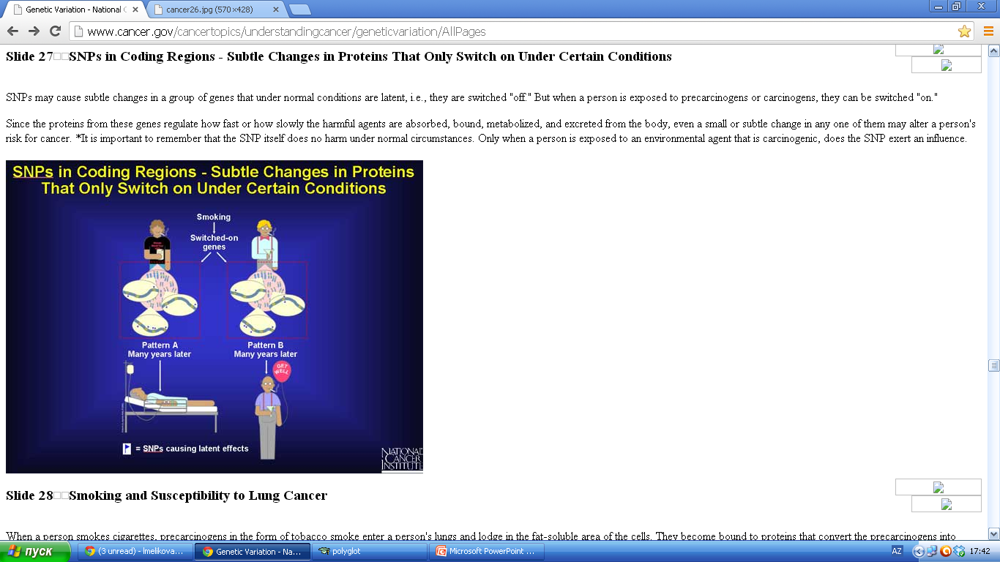 Genetic Variation - National C
cancer26.jpg (570×428)
www.cancer.gov/cancertopics/understandingcancer/geneticvariation/AllPages
Slide 27□□SNPs in Coding Regions - Subtle Changes in Proteins That Only Switch on Under Certain Conditions
SNPs may cause subtle changes in a group of genes that under normal conditions are latent, i.e., they are switched "off." But when a person is exposed to precarcinogens or carcinogens, they can be switched "on."
Since the proteins from these genes regulate how fast or how slowly the harmful agents are absorbed, bound, metabolized, and excreted from the body, even a small or subtle change in any one of them may alter a person's
risk for cancer. *It is important to remember that the SNP itself does no harm under normal circumstances. Only when a person is exposed to an environmental agent that is carcinogenic, does the SNP exert an influence.
SNPs in Coding Regions - Subtle Changes in Proteins
That Only Switch on Under Certain Conditions
Smoking
Switched-on
genes
Pattern A
Many years later
Pattern B
Many years later
GET
WELL
= SNPs causing latent effects
NATIONAL
CANCER
INSTITUTE
Slide 28□□Smoking and Susceptibility to Lung Cancer
When a person smokes cigarettes, precarcinogens in the form of tobacco smoke enter a person's lungs and lodge in the fat-soluble area of the cells. They become bound to proteins that convert the precarcinogens into
пуск
(3 unread) - lmelikova...
Genetic Variation - Na...
polyglot
Microsoft PowerPoint ...
AZ
17:42